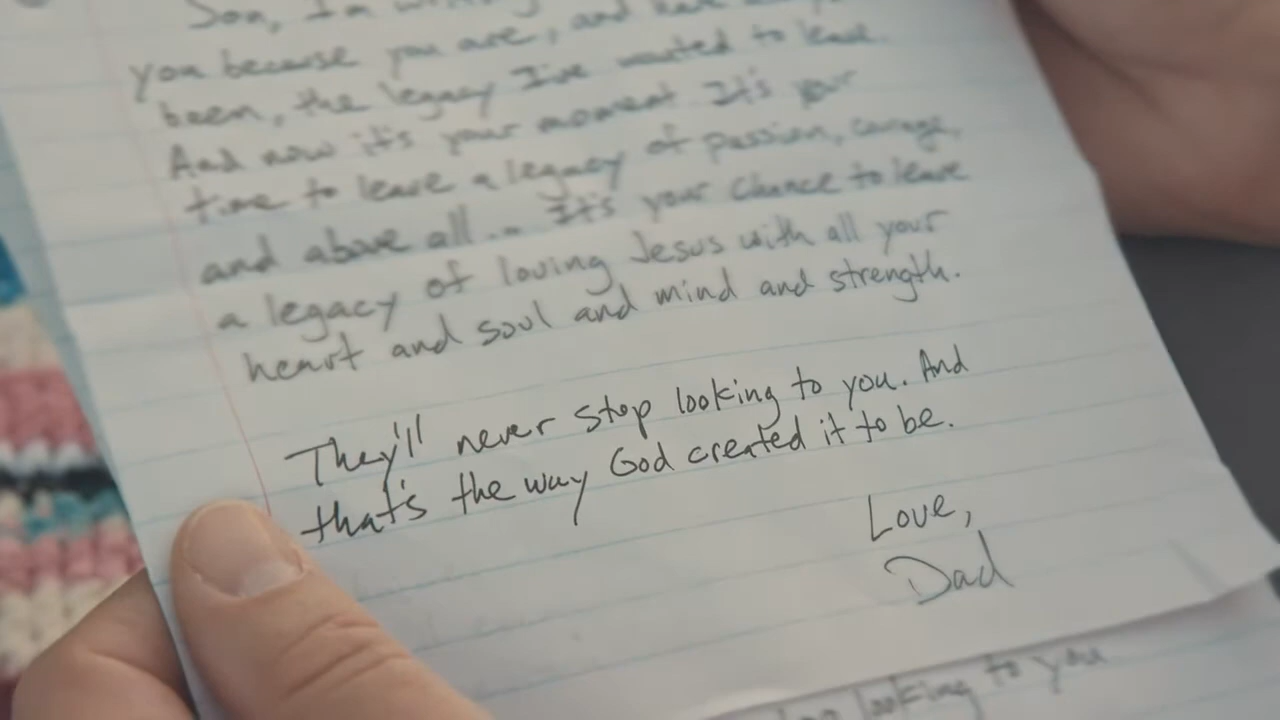 Son, I'm
you because you are, and
been, the legacy I've wanted to leave.
And now it's your moment It's your
time to leave a legacy of passion, courage,
and above all... It's your chance to leave
a legacy of loving Jesus with all your
heart and soul and mind and strength.
They'll never stop looking to you. And
that's the way God created it to be.
Love,
Dad
looking to you